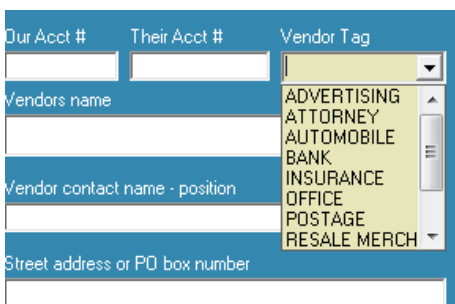 Our Acct # Their Acct # Vendor Tag
Vendors name
ADVERTISING
ATTORNEY
AUTOMOBILE
BANK
INSURANCE
OFFICE
POSTAGE
RESALE MERCH
Vendor contact name - position
Street address or PO box number